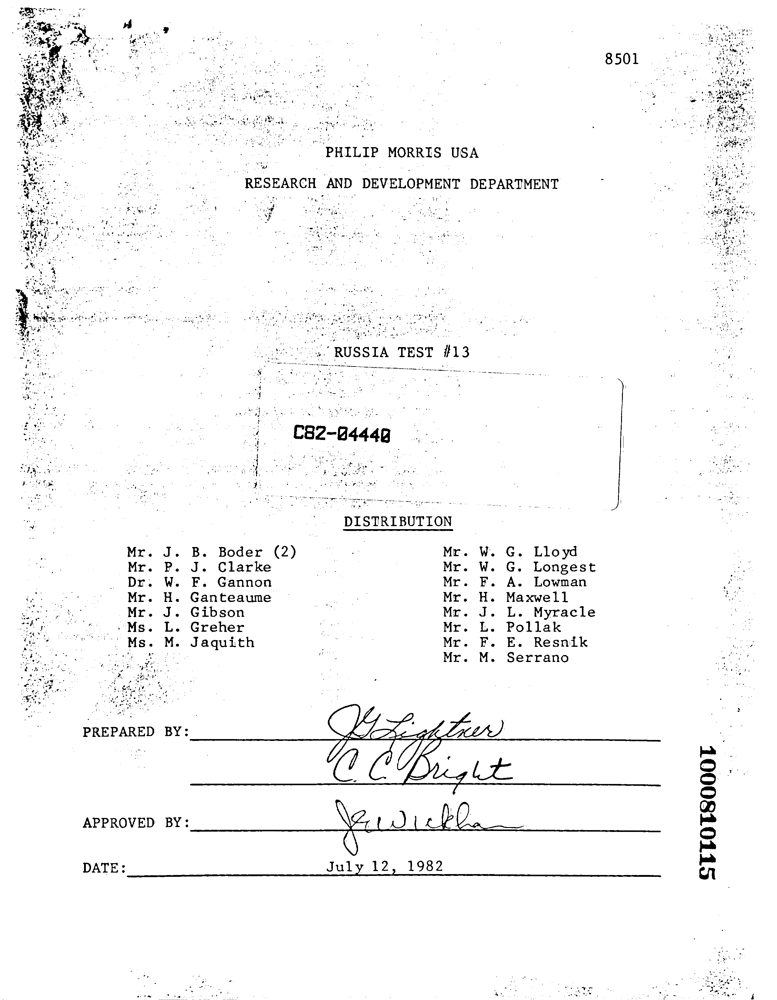 8501
PHILIP MORRIS USA
RESEARCH AND DEVELOPMENT DEPARTMENT
RUSSIA TEST #13
C82-04440
DISTRIBUTION
Mr. J. B. Boder (2)
Mr. P. J. Clarke
Dr. W. F. Gannon
Mr. H. Ganteaume
Mr. J. Gibson
Ms. L. Greher
Ms. M. Jaquith
Mr. W. G. Lloyd
Mr. W. G. Longest
Mr. F. A. Lowman
Mr. H. Maxwell
Mr. J. L. Myracle
Mr. L. Pollak
Mr. F. E. Resnik
Mr. M. Serrano
PREPARED BY: JG Lightner
C. C. Bright
APPROVED BY: JEWickham
DATE: July 12, 1982
1000810115